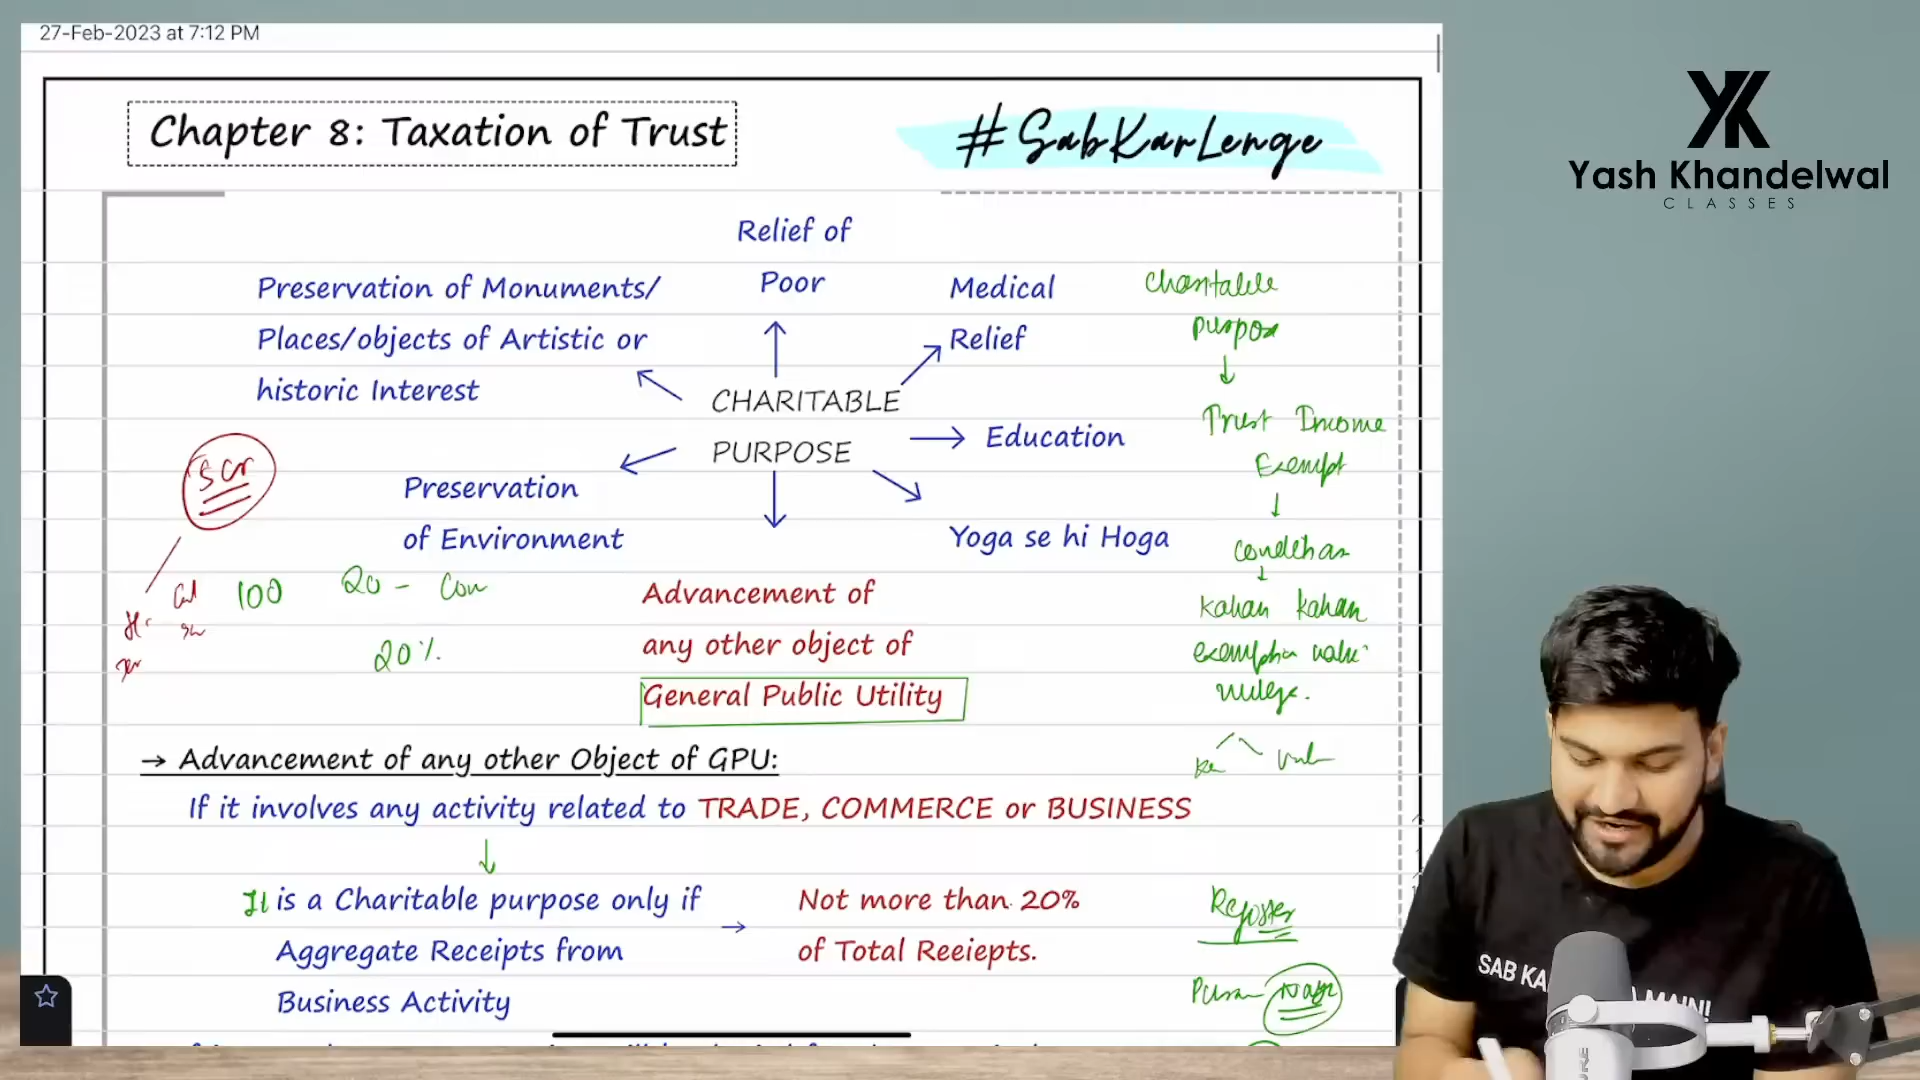 27-Feb-2023 at 7:12 PM
Chapter 8: Taxation of Trust
#SabKarLenge
Yash Khandelwal
CLASSES
Relief of
Poor
Preservation of Monuments/
Places/objects of Artistic or
historic Interest
Medical
Relief
CHARITABLE
PURPOSE
Education
Preservation
of Environment
Yoga se hi Hoga
Advancement of
any other object of
General Public Utility
100
20 - Com
20%
Charitable
purpose
Trust Income
Exempt
Kahan Kahan
→ Advancement of any other Object of GPU:
If it involves any activity related to TRADE, COMMERCE or BUSINESS
It is a Charitable purpose only if
Aggregate Receipts from
Business Activity
→ Not more than 20%
of Total Reeiepts.
Register
SAB KA
MAIN!